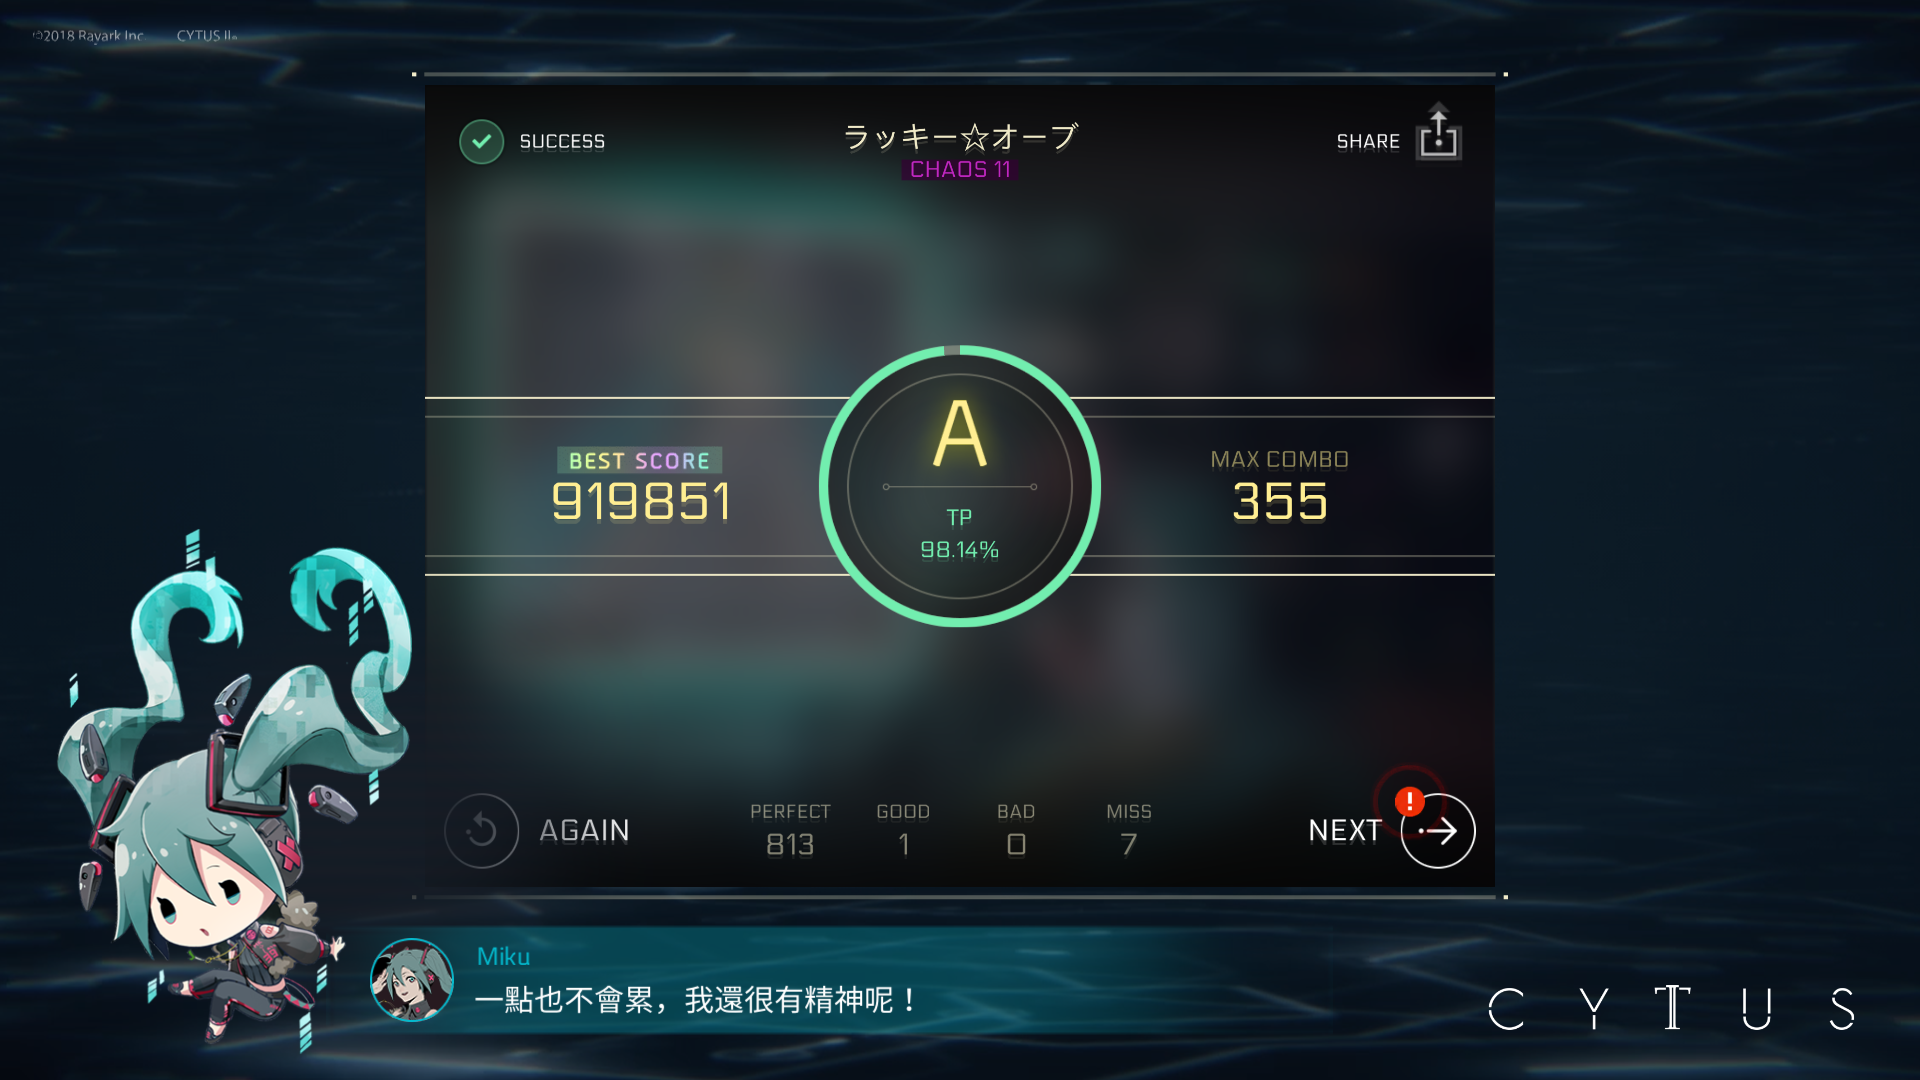 ©2018 Rayark Inc. CYTUS II
SUCCESS
ラッキー☆オーブ
CHAOS 11
SHARE
BEST SCORE
919851
A
TP
98.14%
MAX COMBO
355
AGAIN
PERFECT GOOD BAD MISS
813 1 0 7
NEXT
!
Miku
一點也不會累，我還很有精神呢！
CYTUS